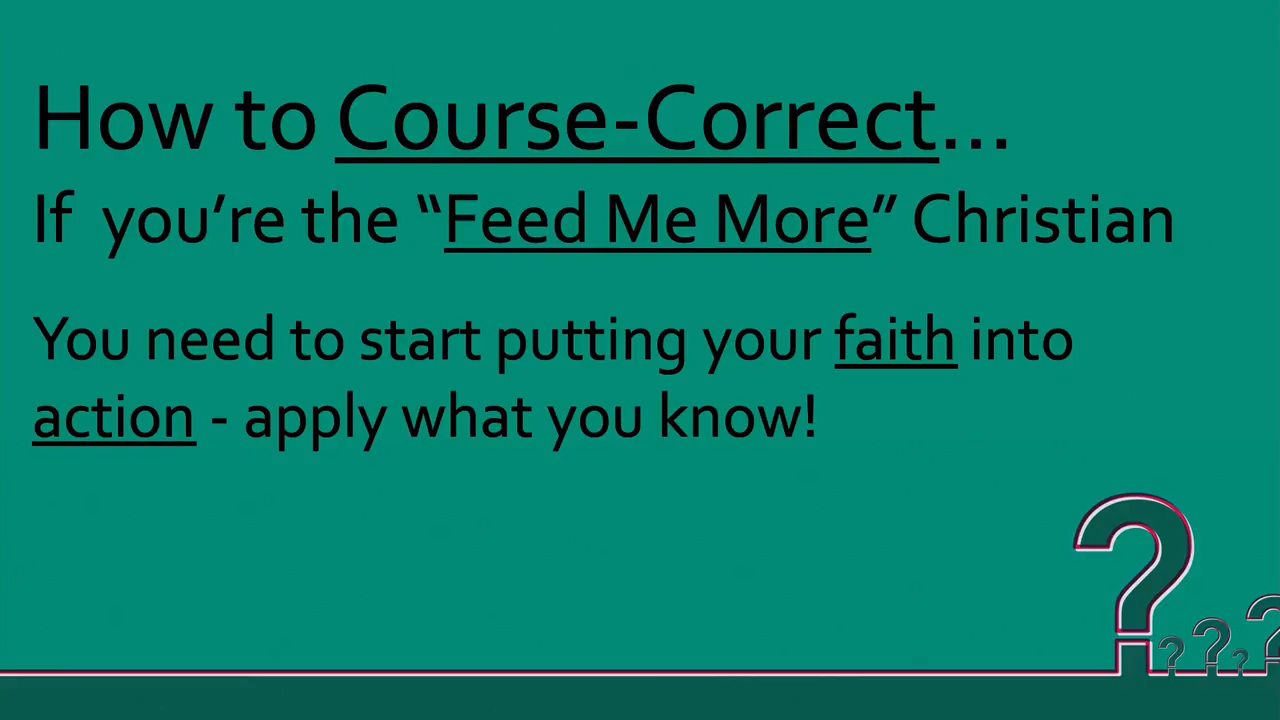 How to Course-Correct...
If you’re the “Feed Me More” Christian
You need to start putting your faith into
action - apply what you know!
?
? ? ? ?